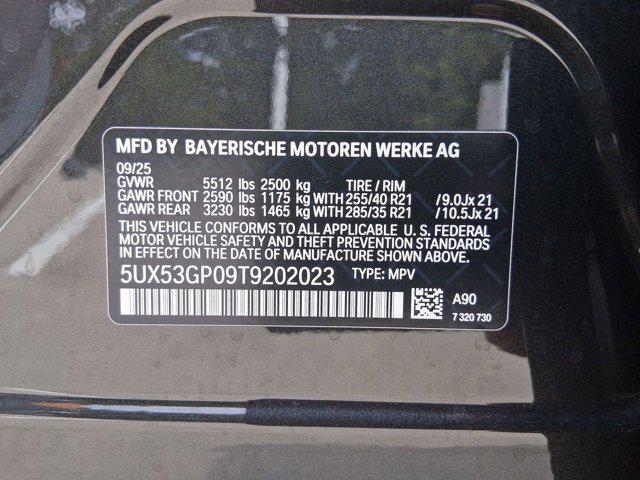 MFD BY BAYERISCHE MOTOREN WERKE AG
09/25
GVWR 5512 lbs 2500 kg TIRE / RIM
GAWR FRONT 2590 lbs 1175 kg WITH 255/40 R21 /9.0Jx 21
GAWR REAR 3230 lbs 1465 kg WITH 285/35 R21 /10.5Jx 21
THIS VEHICLE CONFORMS TO ALL APPLICABLE U. S. FEDERAL
MOTOR VEHICLE SAFETY AND THEFT PREVENTION STANDARDS
IN EFFECT ON THE DATE OF MANUFACTURE SHOWN ABOVE.
5UX53GP09T9202023 TYPE: MPV
A90
7 320 730